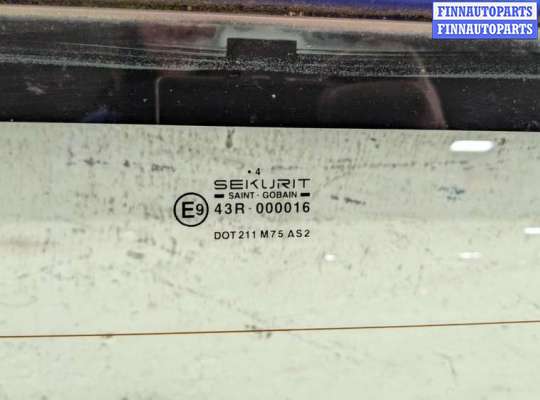 FINNAUTOPARTS
FINNAUTOPARTS
· 4
SEKURIT
SAINT - GOBAIN
E9 43R - 000016
DOT 211 M75 AS2